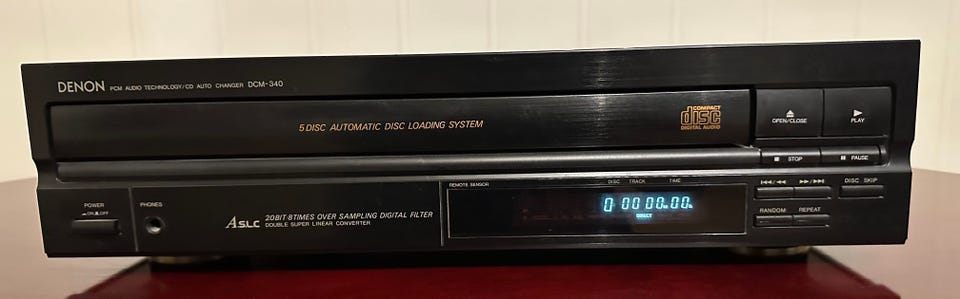 DENON PCM AUDIO TECHNOLOGY/CD AUTO CHANGER DCM-340
5 DISC AUTOMATIC DISC LOADING SYSTEM
COMPACT
disc
DIGITAL AUDIO
OPEN/CLOSE
PLAY
STOP
PAUSE
POWER
ON OFF
PHONES
A.S.L.C
20BIT·8TIMES OVER SAMPLING DIGITAL FILTER
DOUBLE SUPER LINEAR CONVERTER
REMOTE SENSOR
DISC TRACK TIME
0 00 00m00s
DIRECT
DISC SKIP
RANDOM
REPEAT